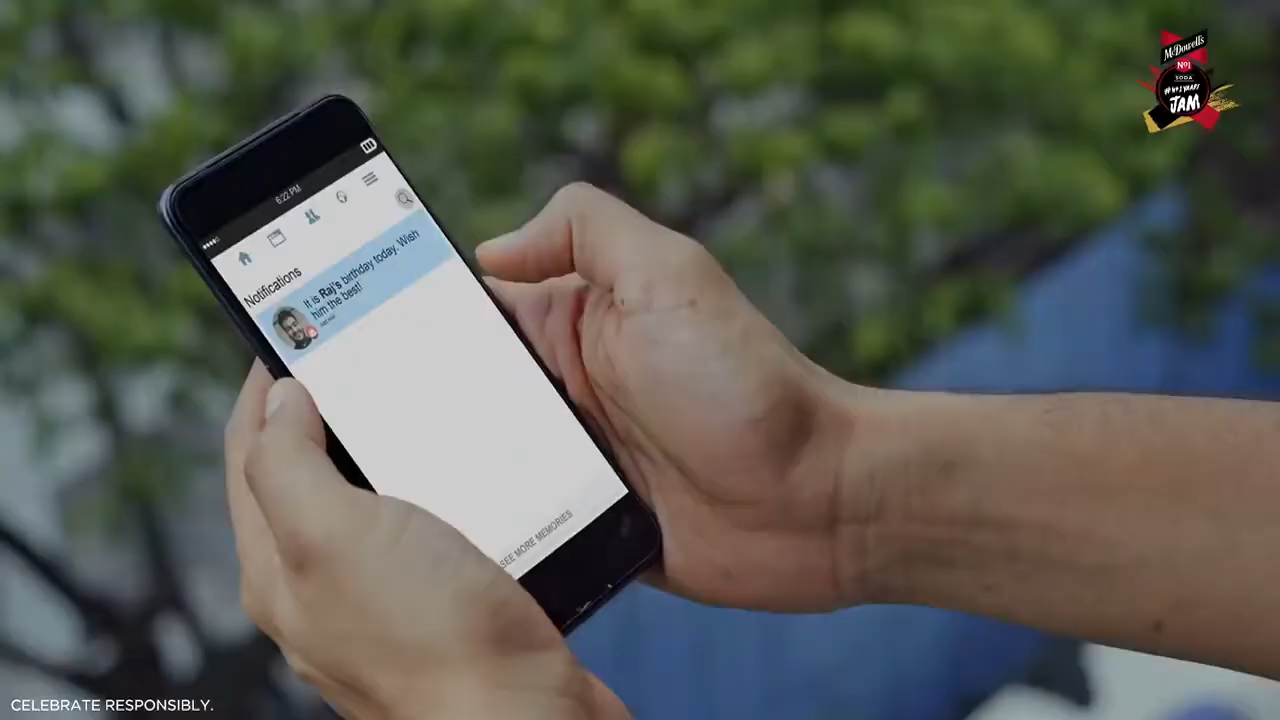 McDowell's
No1
SODA
JAM
6:22 PM
Notifications
It is Raj's birthday today. Wish
him the best!
SEE MORE MEMORIES
CELEBRATE RESPONSIBLY.